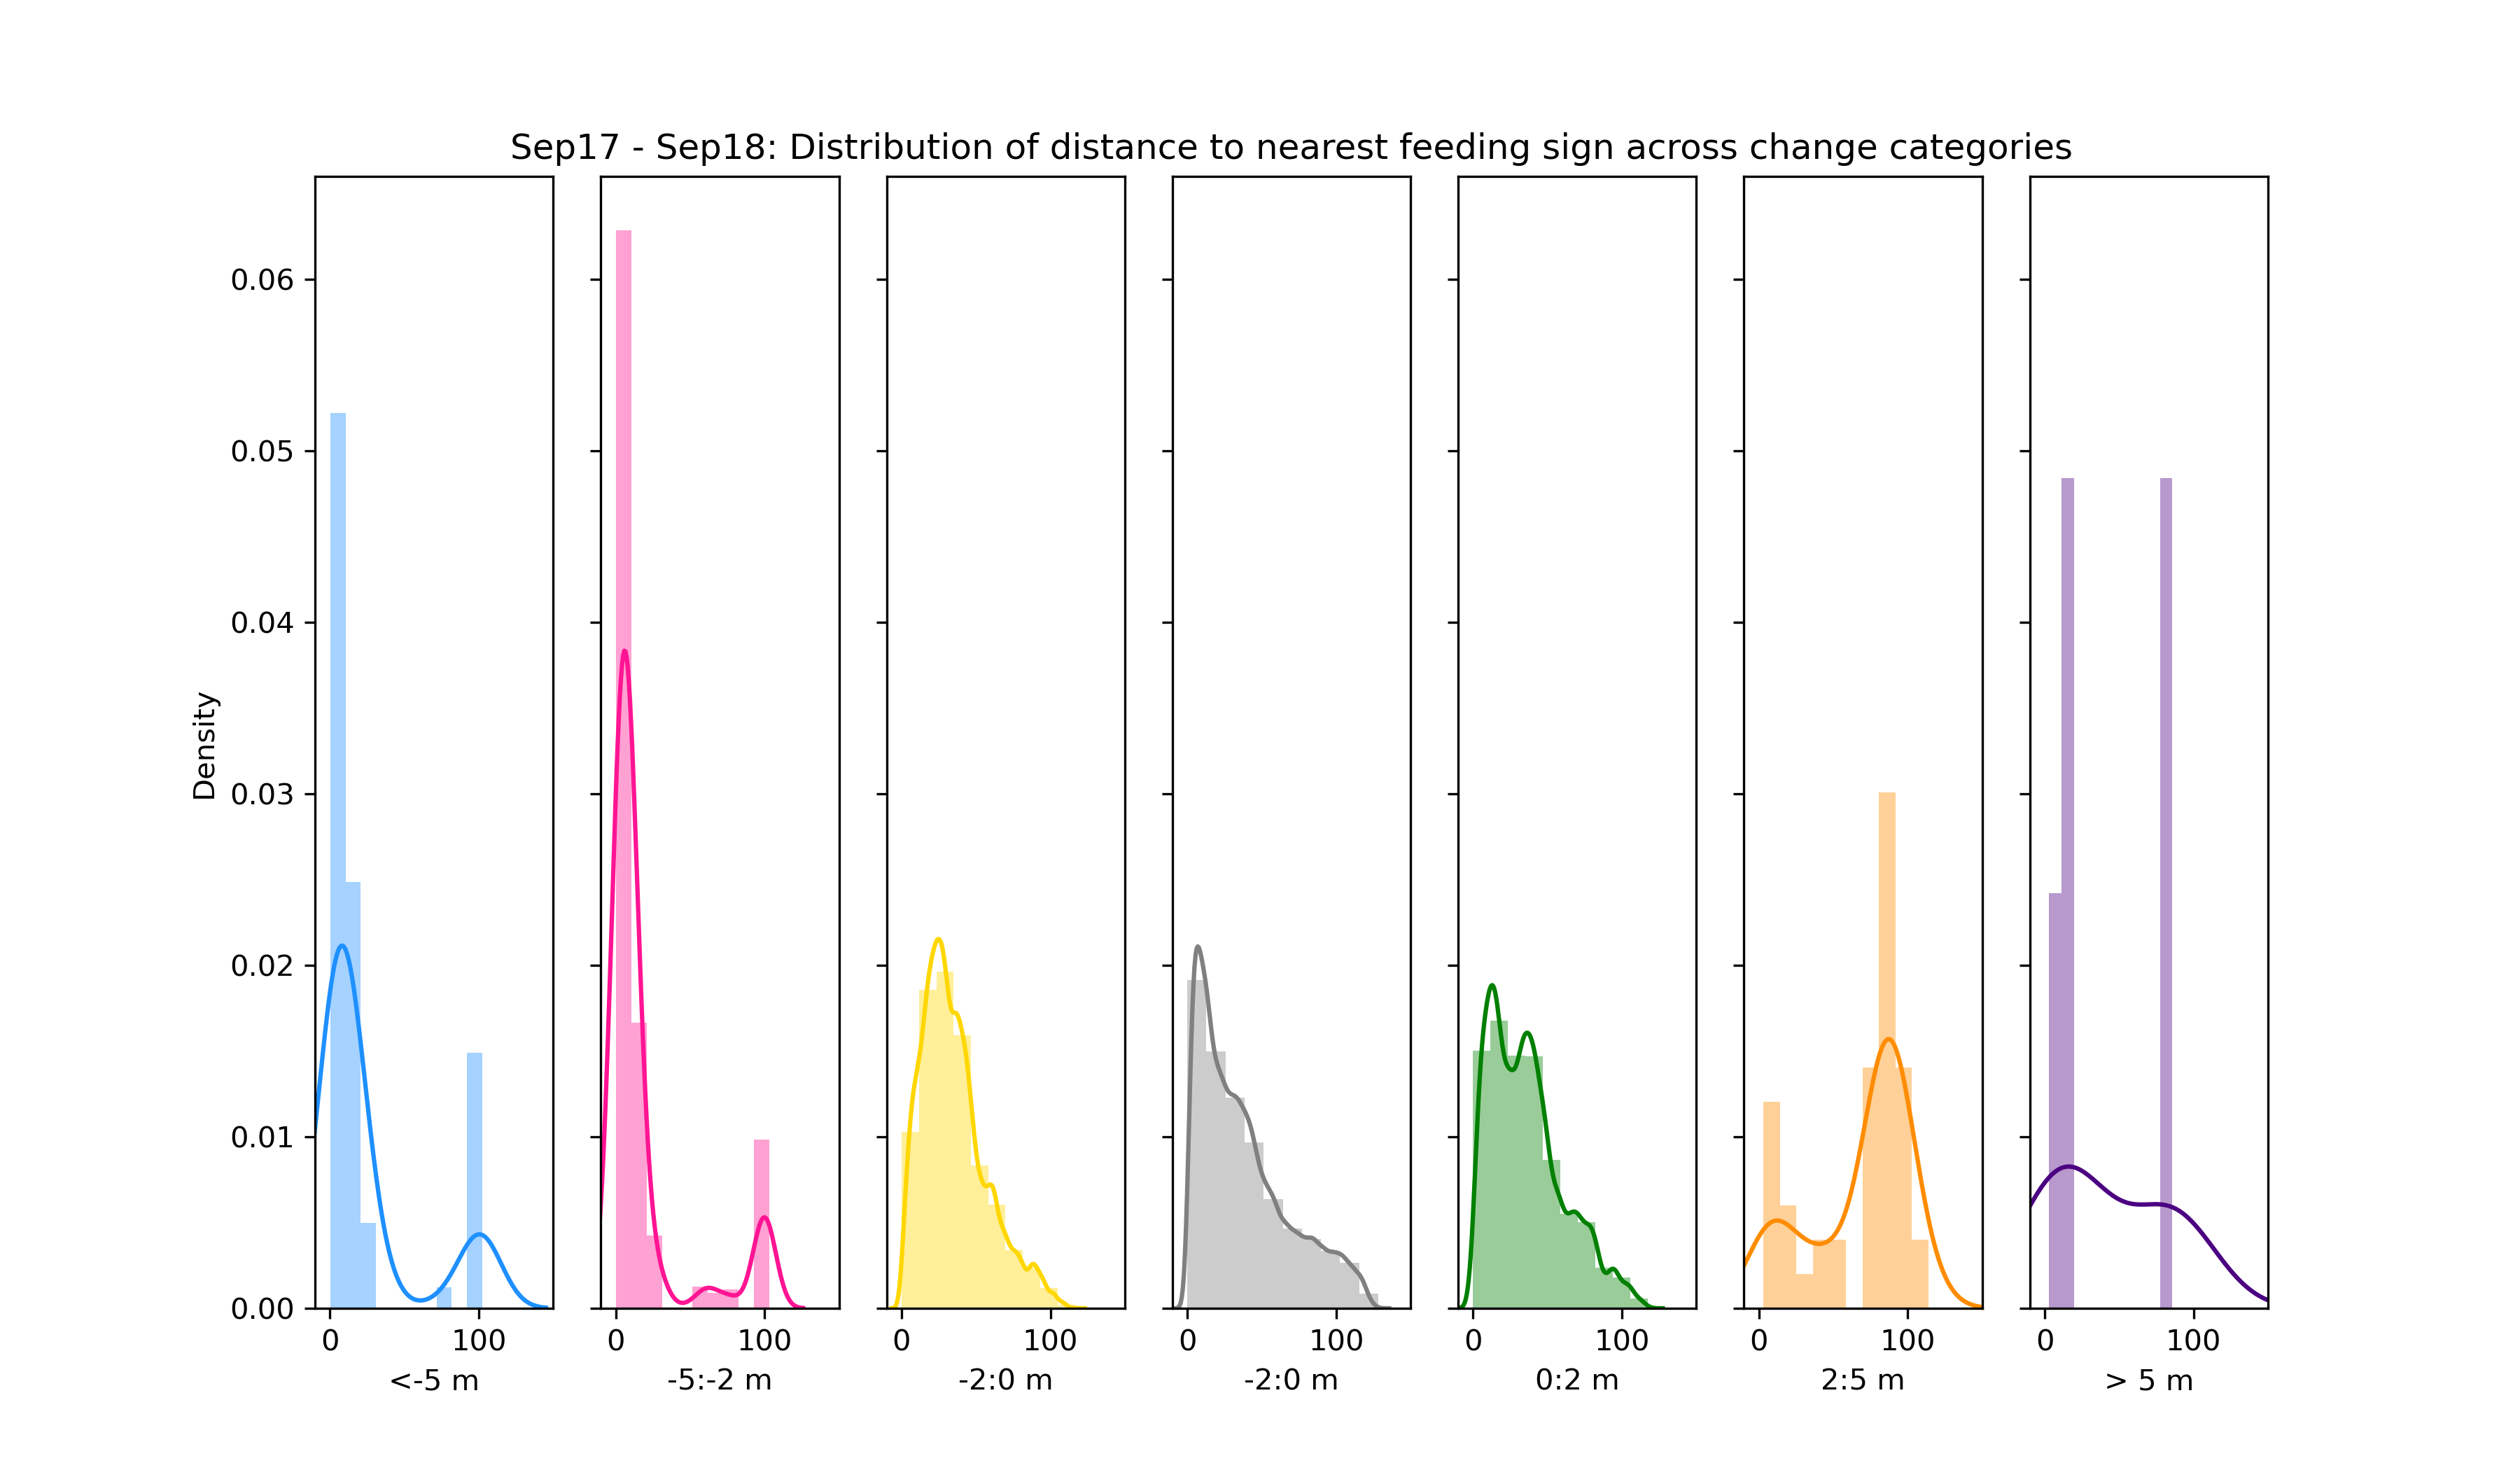 Sep17 - Sep18: Distribution of distance to nearest feeding sign across change categories
Density
0.06
0.05
0.04
0.03
0.02
0.01
0.00
0 100 0 100 0 100 0 100 0 100 0 100 0 100
<-5 m -5:-2 m -2:0 m -2:0 m 0:2 m 2:5 m > 5 m